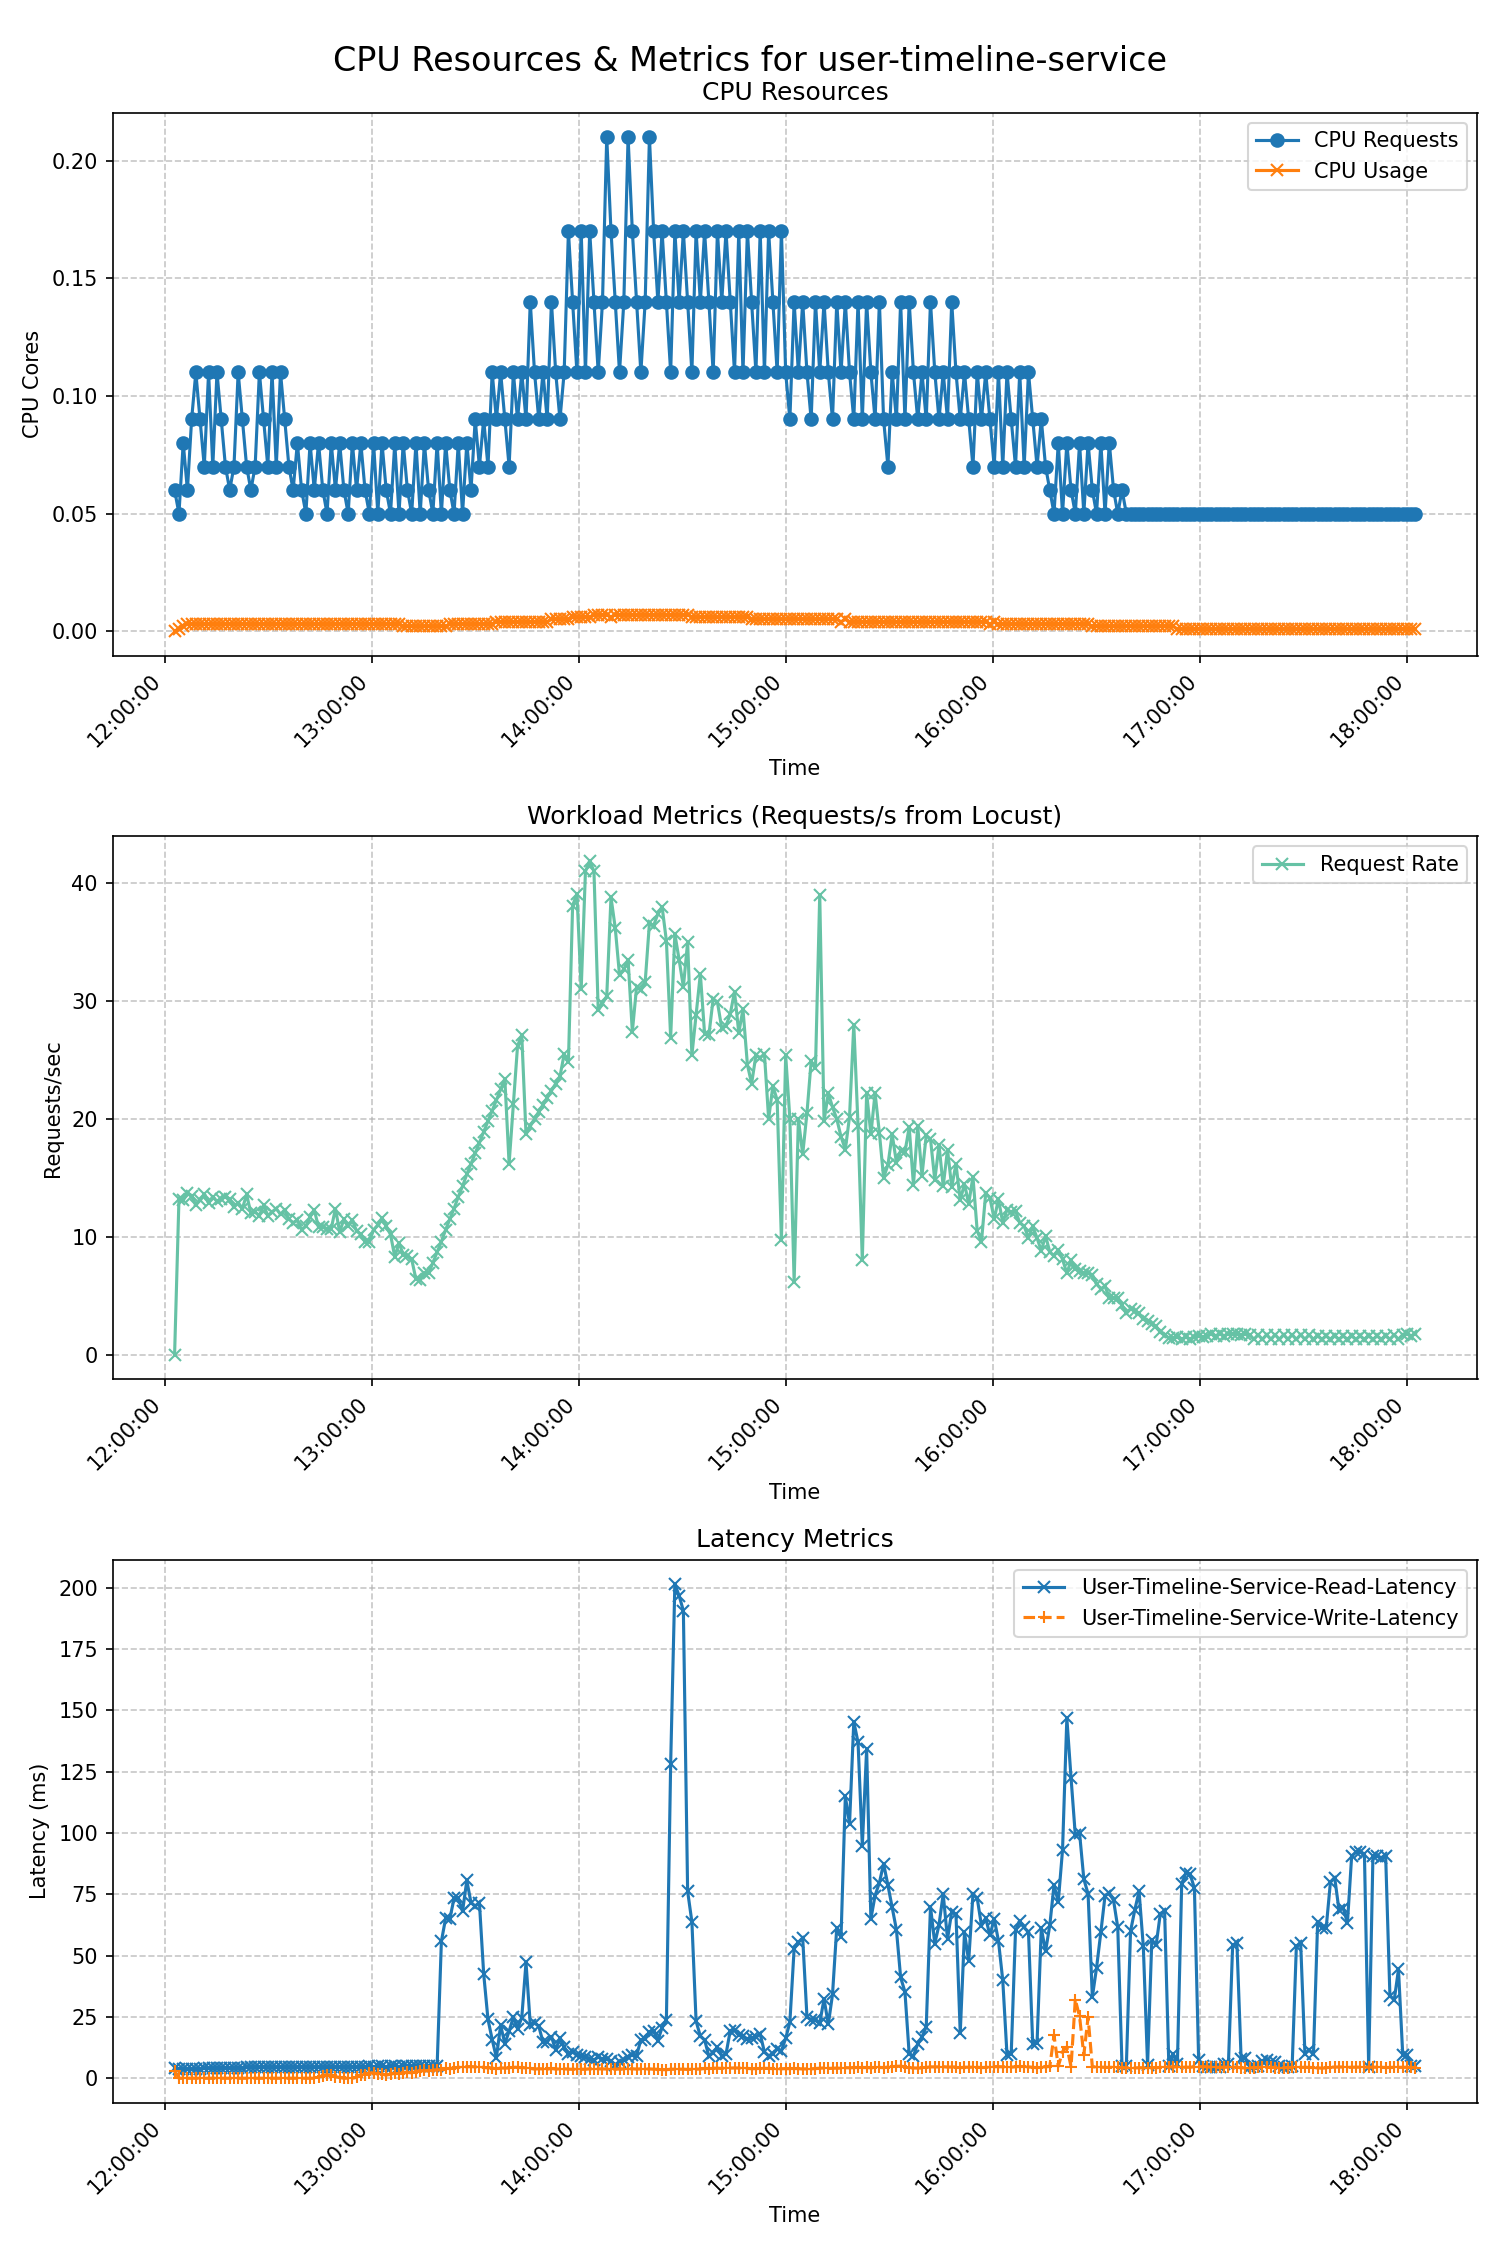 CPU Resources & Metrics for user-timeline-service
CPU Resources
CPU Requests
CPU Usage
CPU Cores
0.20
0.15
0.10
0.05
0.00
12:00:00
13:00:00
14:00:00
15:00:00
16:00:00
17:00:00
18:00:00
Time
Workload Metrics (Requests/s from Locust)
Request Rate
Requests/sec
40
30
20
10
0
12:00:00
13:00:00
14:00:00
15:00:00
16:00:00
17:00:00
18:00:00
Time
Latency Metrics
User-Timeline-Service-Read-Latency
User-Timeline-Service-Write-Latency
Latency (ms)
200
175
150
125
100
75
50
25
0
12:00:00
13:00:00
14:00:00
15:00:00
16:00:00
17:00:00
18:00:00
Time